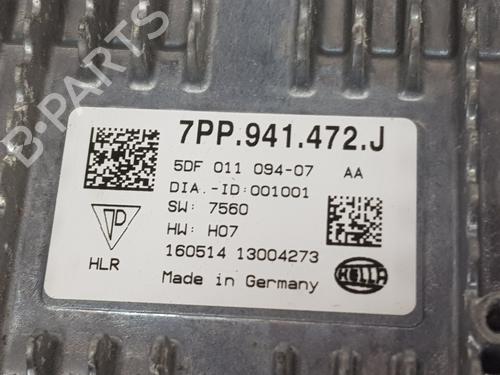 7PP.941.472.J
5DF 011 094-07 AA
DIA.-ID:001001
SW: 7560
HW: H07
160514 13004273
HLR
Made in Germany
HELLA
B-PARTS